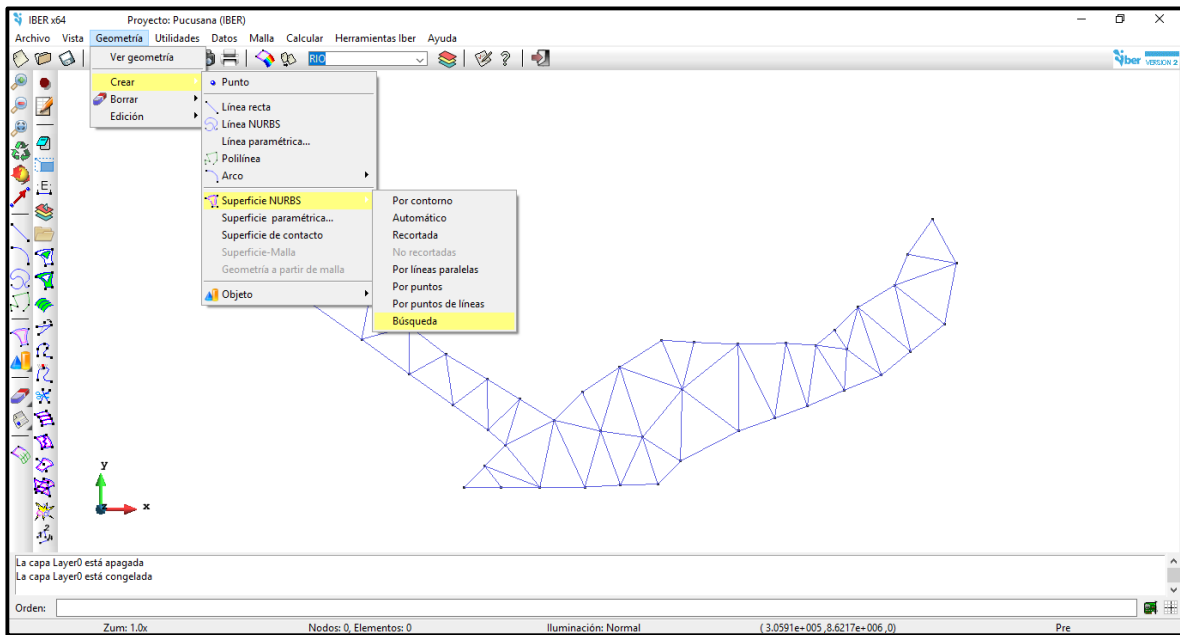 IBER x64 Proyecto: Pucusana (IBER)
Archivo Vista Geometría Utilidades Datos Malla Calcular Herramientas Iber Ayuda
RIO
Iber VERSION 2
Ver geometría
Crear
Borrar
Edición
Punto
Línea recta
Línea NURBS
Línea paramétrica...
Polilínea
Arco
Superficie NURBS
Superficie paramétrica...
Superficie de contacto
Superficie-Malla
Geometría a partir de malla
Objeto
Por contorno
Automático
Recortada
No recortadas
Por líneas paralelas
Por puntos
Por puntos de líneas
Búsqueda
y
x
La capa Layer0 está apagada
La capa Layer0 está congelada
Orden:
Zum: 1.0x Nodos: 0, Elementos: 0 Iluminación: Normal ( 3.0591e+005 ,8.6217e+006 ,0) Pre